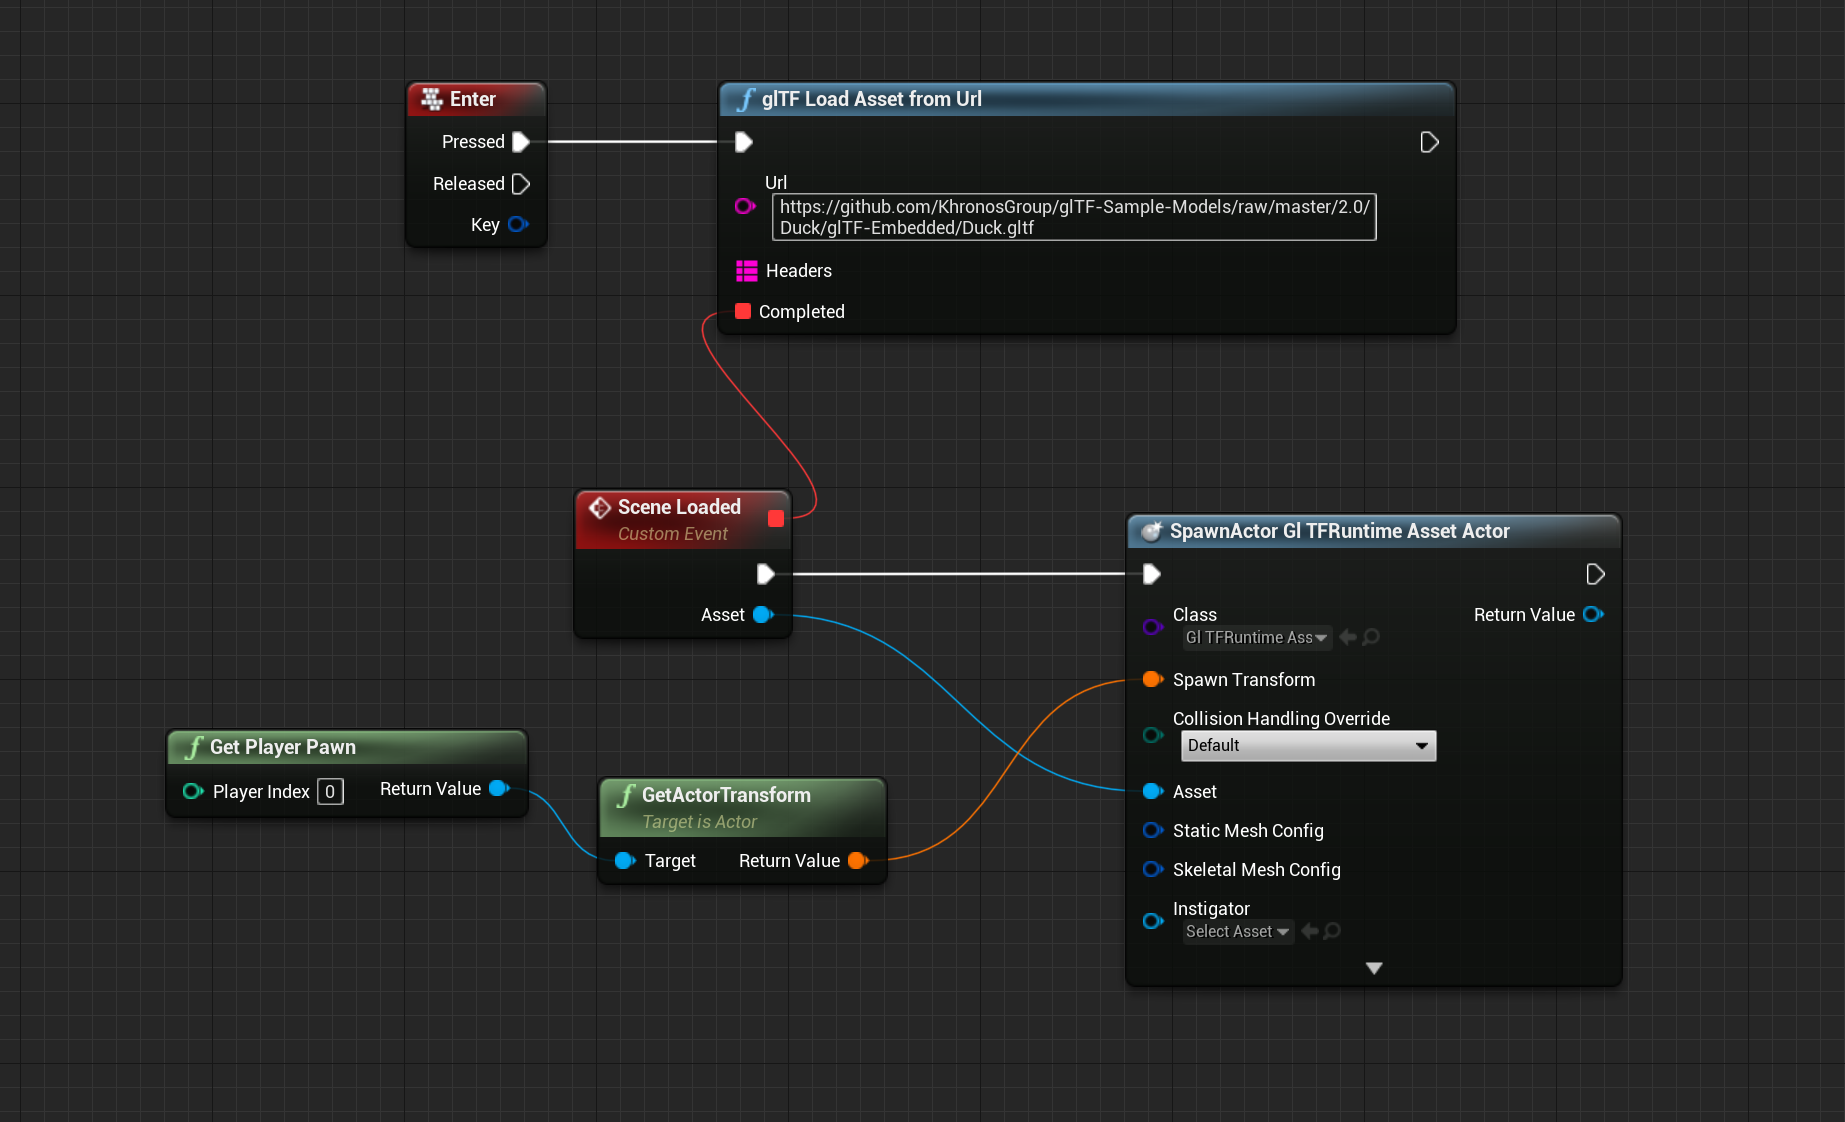 Enter
Pressed
Released
Key
glTF Load Asset from Url
Url
https://github.com/KhronosGroup/glTF-Sample-Models/raw/master/2.0/
Duck/glTF-Embedded/Duck.gltf
Headers
Completed
Scene Loaded
Custom Event
Asset
SpawnActor Gl TFRuntime Asset Actor
Class
Gl TFRuntime Ass
Return Value
Spawn Transform
Collision Handling Override
Default
Asset
Static Mesh Config
Skeletal Mesh Config
Instigator
Select Asset
Get Player Pawn
Player Index 0
Return Value
GetActorTransform
Target is Actor
Target
Return Value